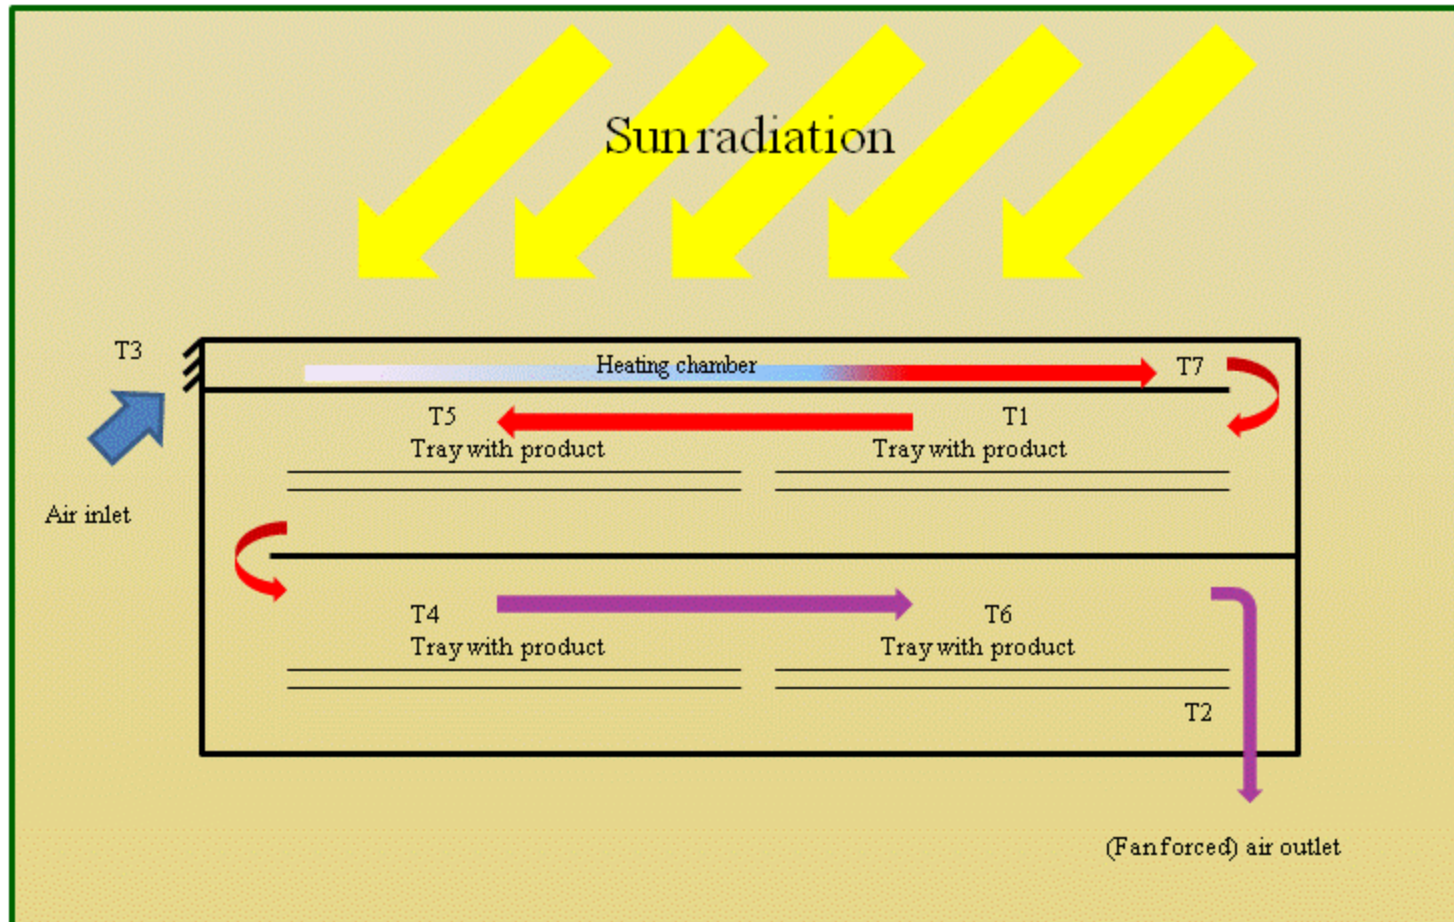 Sun radiation
T3
Heating chamber
T7
T5
T1
Tray with product
Tray with product
Air inlet
T4
T6
Tray with product
Tray with product
T2
(Fan forced) air outlet